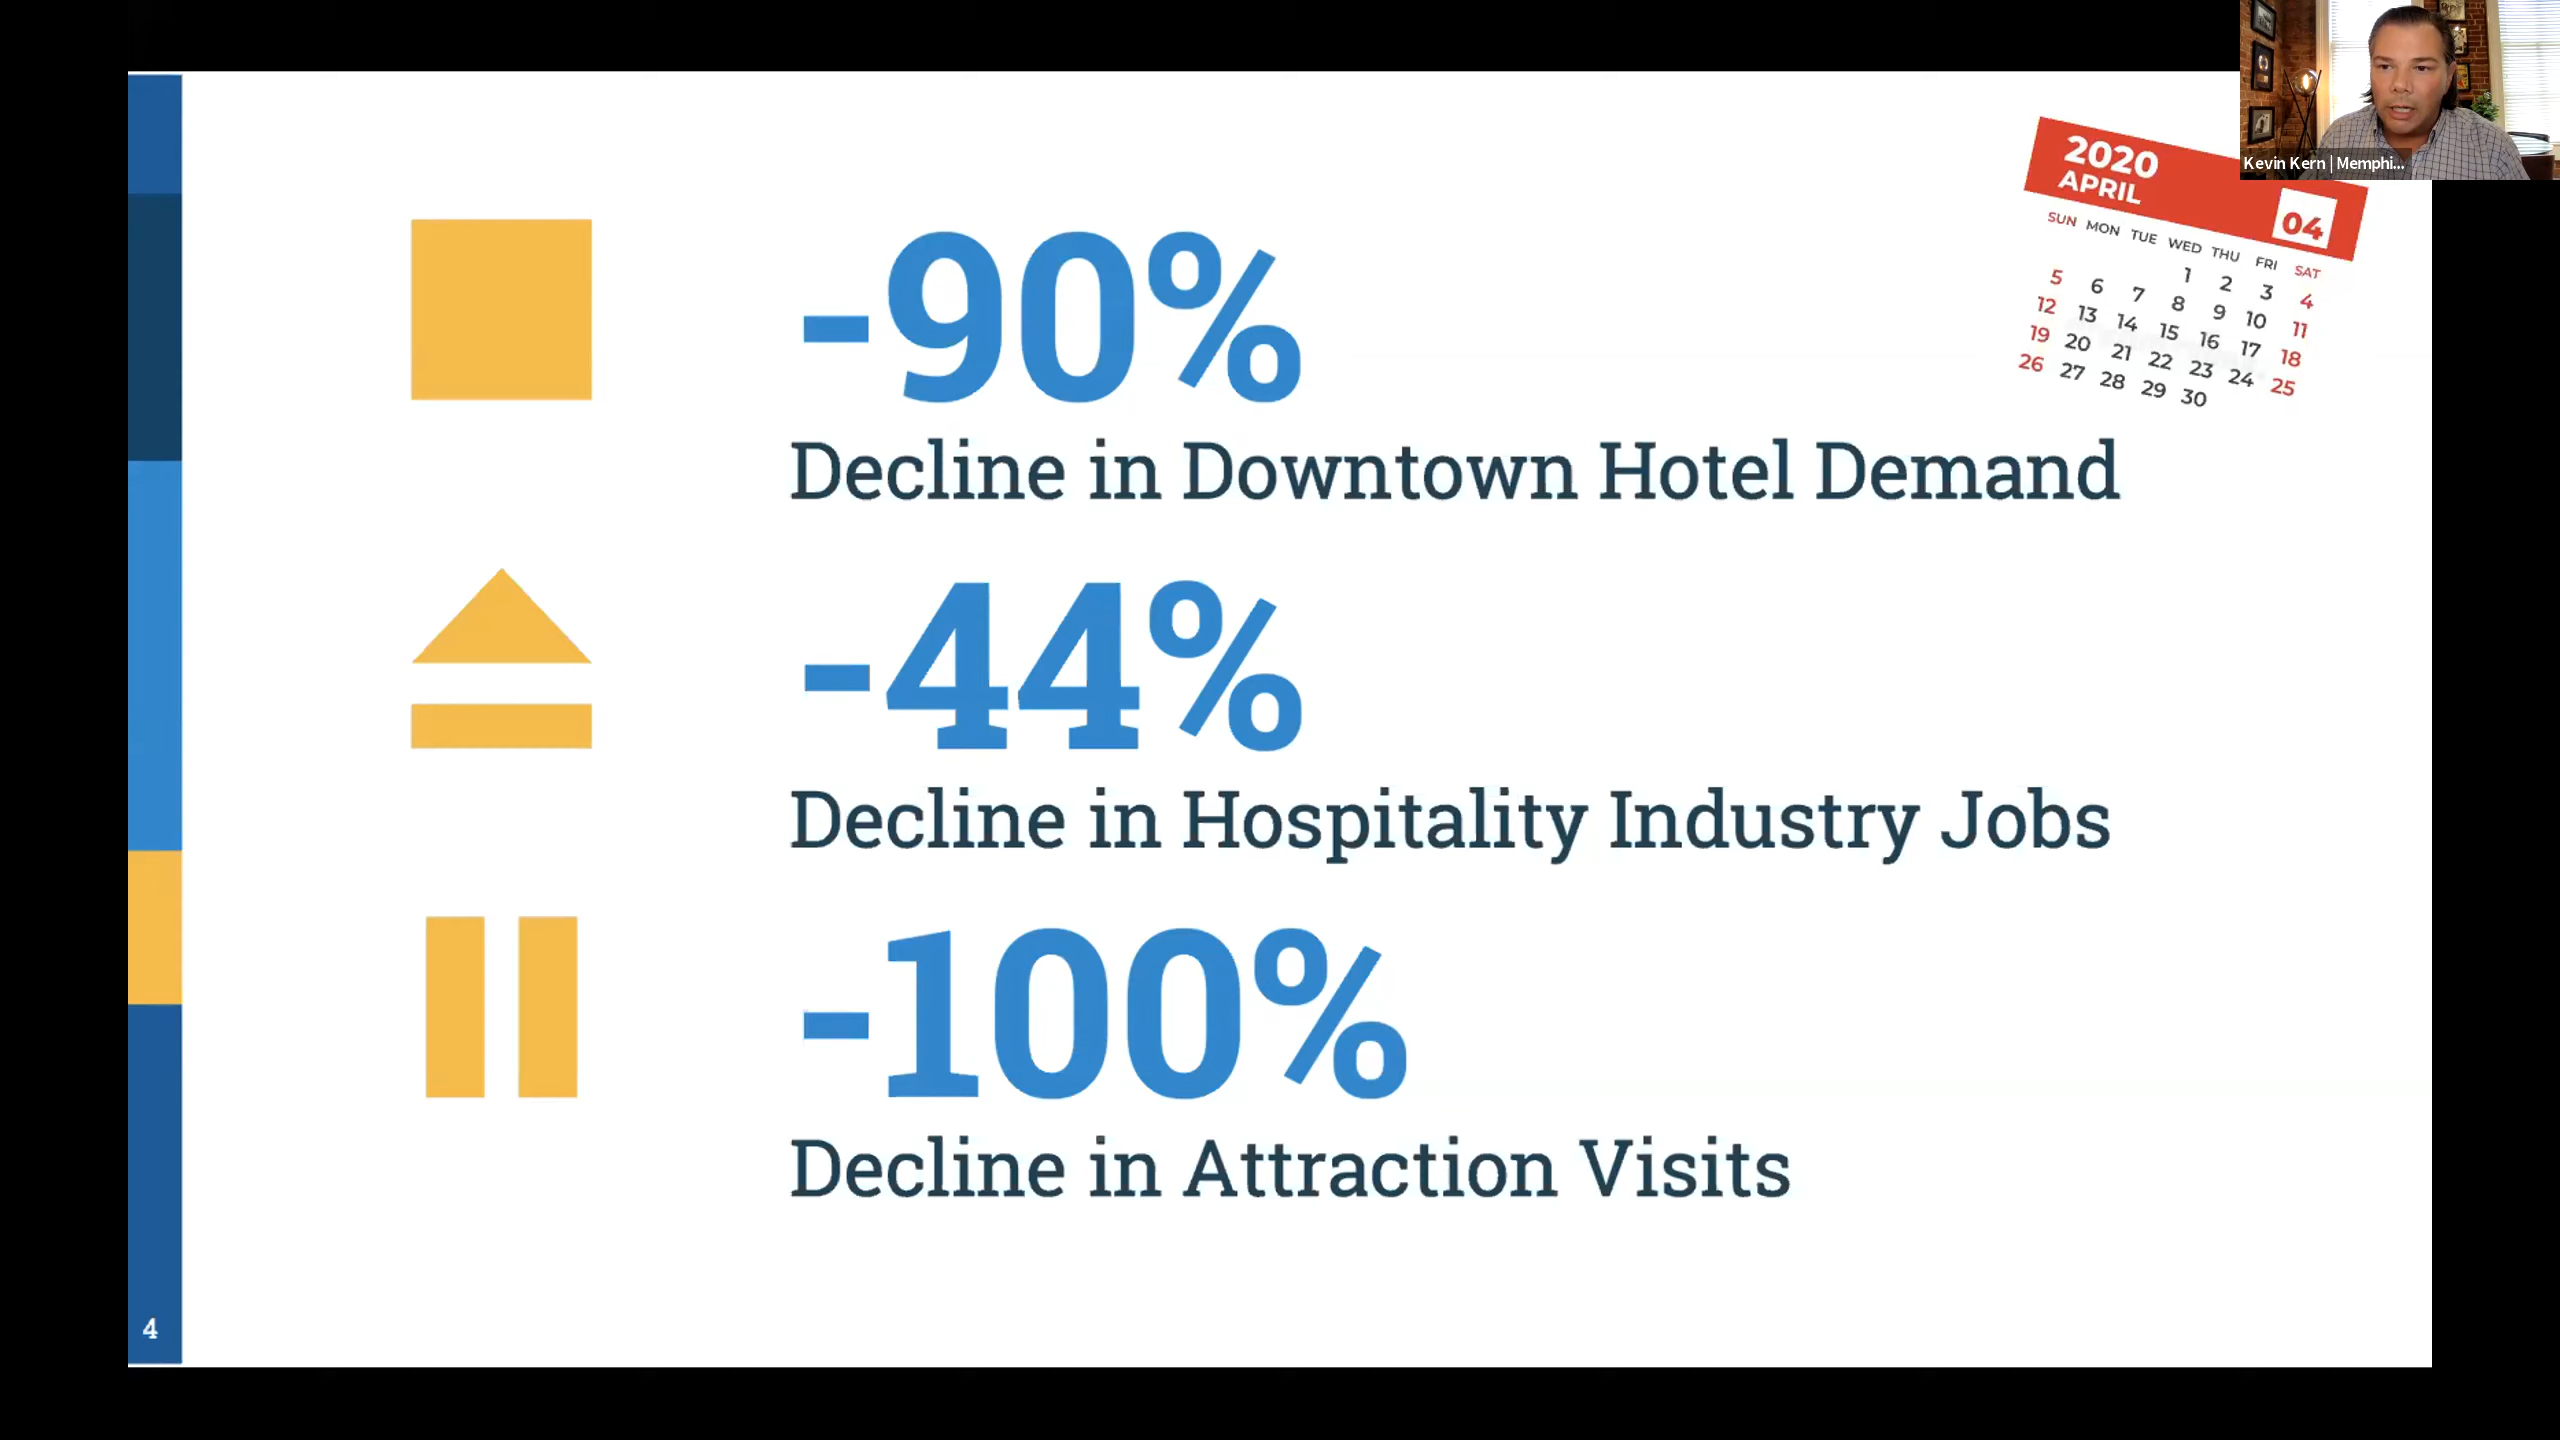 Kevin Kern | Memphi...
2020
APRIL
04
SUN MON TUE WED THU FRI SAT
1 2 3 4
5 6 7 8 9 10 11
12 13 14 15 16 17 18
19 20 21 22 23 24 25
26 27 28 29 30
-90%
Decline in Downtown Hotel Demand
-44%
Decline in Hospitality Industry Jobs
-100%
Decline in Attraction Visits
4